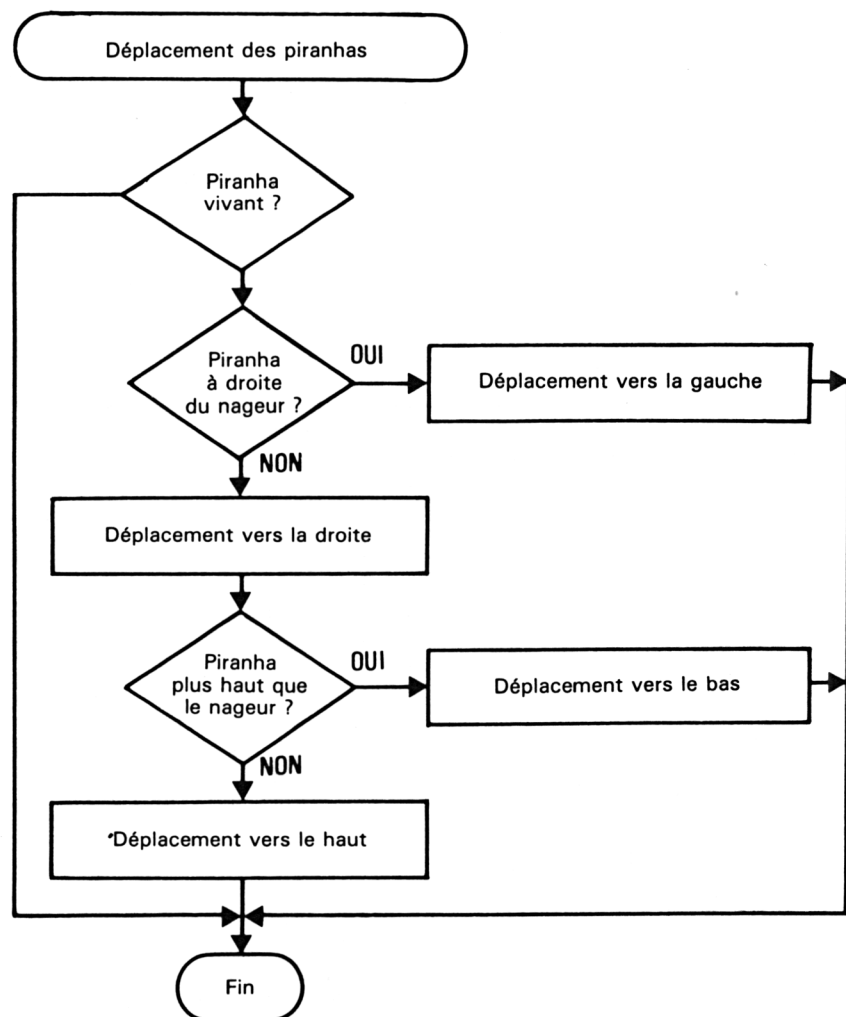 Déplacement des piranhas
Piranha
vivant ?
Piranha
à droite
du nageur ?
OUI
Déplacement vers la gauche
NON
Déplacement vers la droite
Piranha
plus haut que
le nageur ?
OUI
Déplacement vers le bas
NON
Déplacement vers le haut
Fin